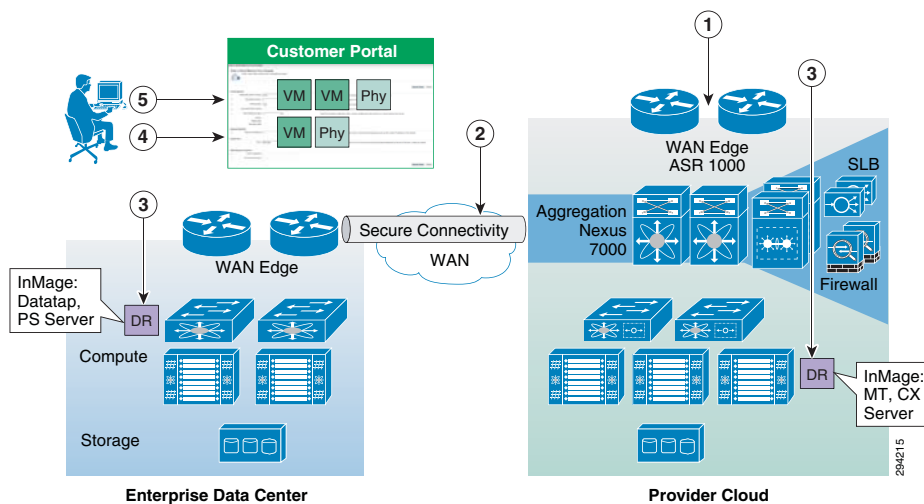 1
Customer Portal
VM VM Phy
5
3
2
VM Phy
4
WAN Edge
ASR 1000
SLB
3
Aggregation
Nexus
7000
Secure Connectivity
WAN
WAN Edge
Firewall
InMage:
Datatap,
PS Server
DR
Compute
DR
InMage:
MT, CX
Server
Storage
294215
Enterprise Data Center
Provider Cloud